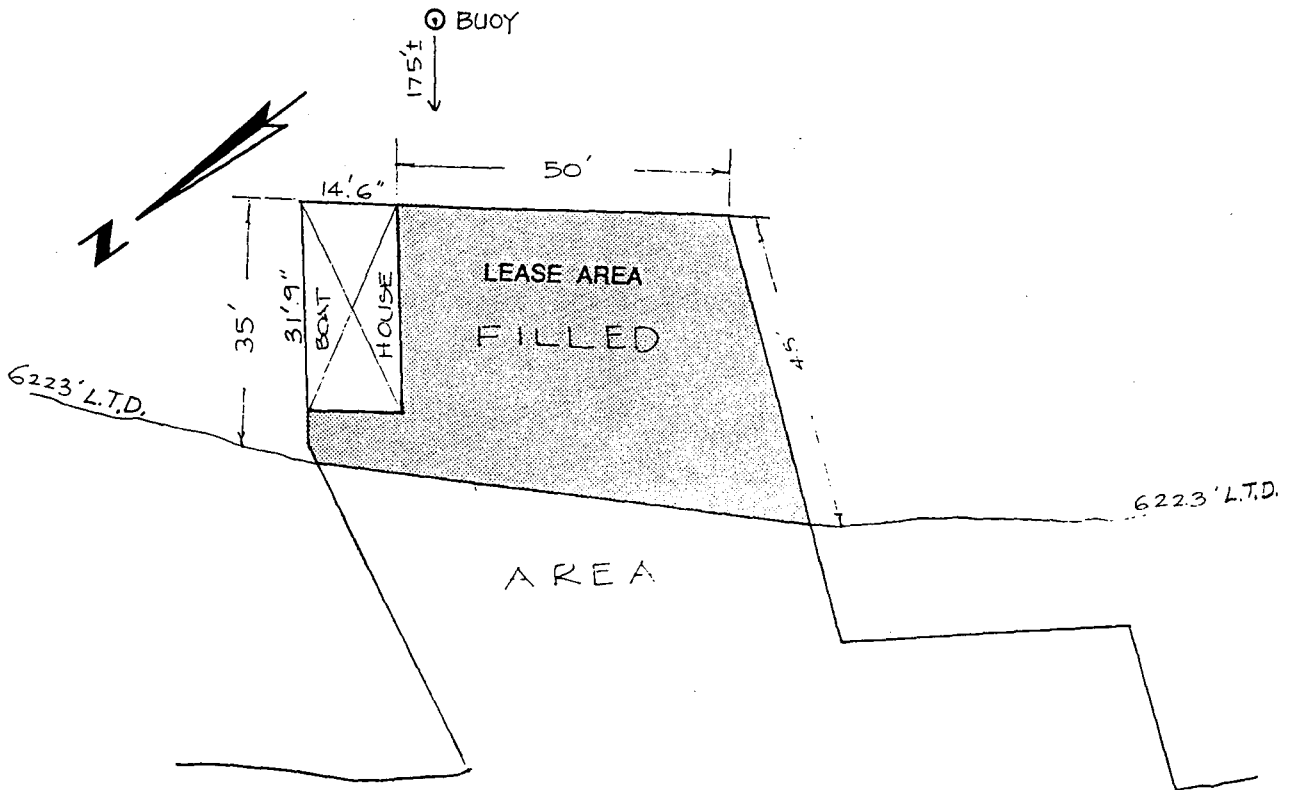 BUOY
175'±
50'
14'.6"
N
35'
31'.9"
BOAT
HOUSE
LEASE AREA
FILLED
45'
6223' L.T.D.
6223' L.T.D.
AREA